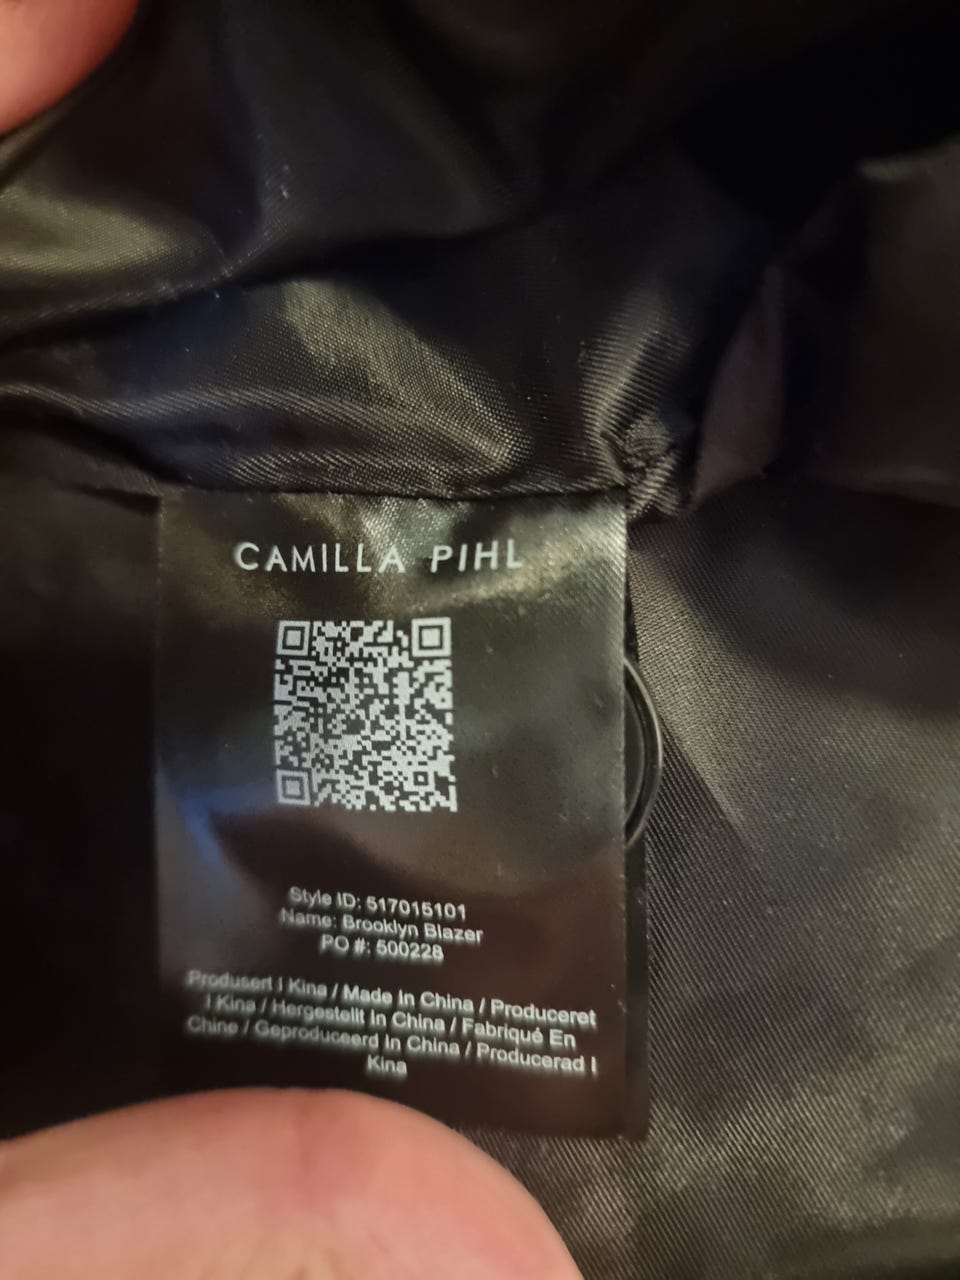 CAMILLA PIHL
Style ID: 517015101
Name: Brooklyn Blazer
PO #: 500228
Produsert I Kina / Made In China / Produceret
I Kina / Hergestellt In China / Fabriqué En
Chine / Geproduceerd In China / Producerad I
Kina